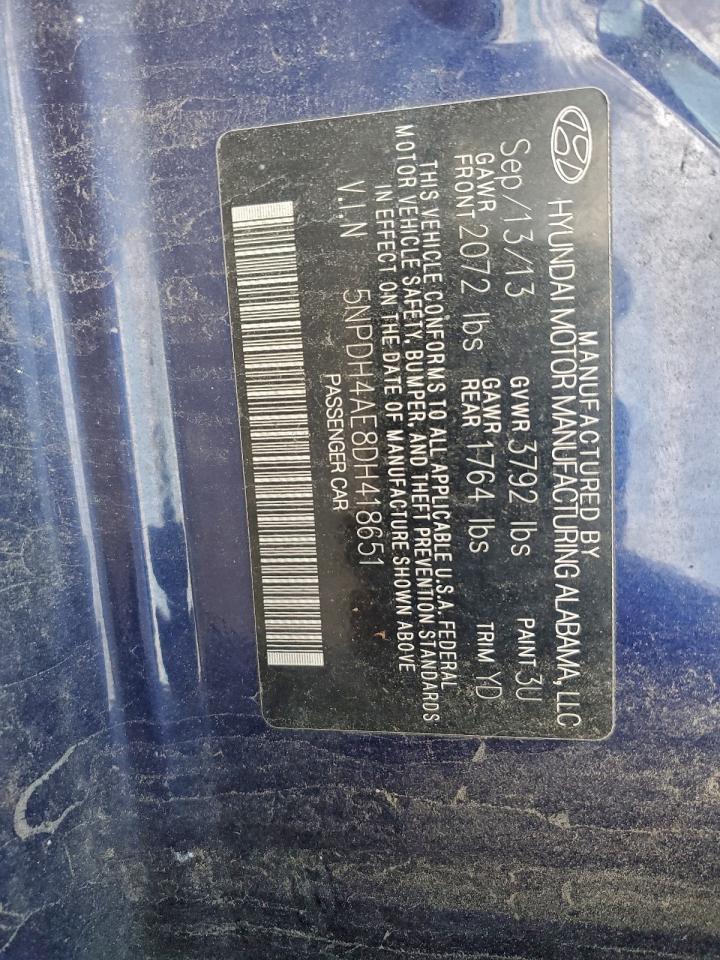 MANUFACTURED BY
HYUNDAI MOTOR MANUFACTURING ALABAMA, LLC
Sep/13/13 GVWR 3792 lbs PAINT 3U
GAWR FRONT 2072 lbs GAWR REAR 1764 lbs TRIM YD
THIS VEHICLE CONFORMS TO ALL APPLICABLE U.S.A. FEDERAL
MOTOR VEHICLE SAFETY, BUMPER, AND THEFT PREVENTION STANDARDS
IN EFFECT ON THE DATE OF MANUFACTURE SHOWN ABOVE
V.I.N 5NPDH4AE8DH418651
PASSENGER CAR